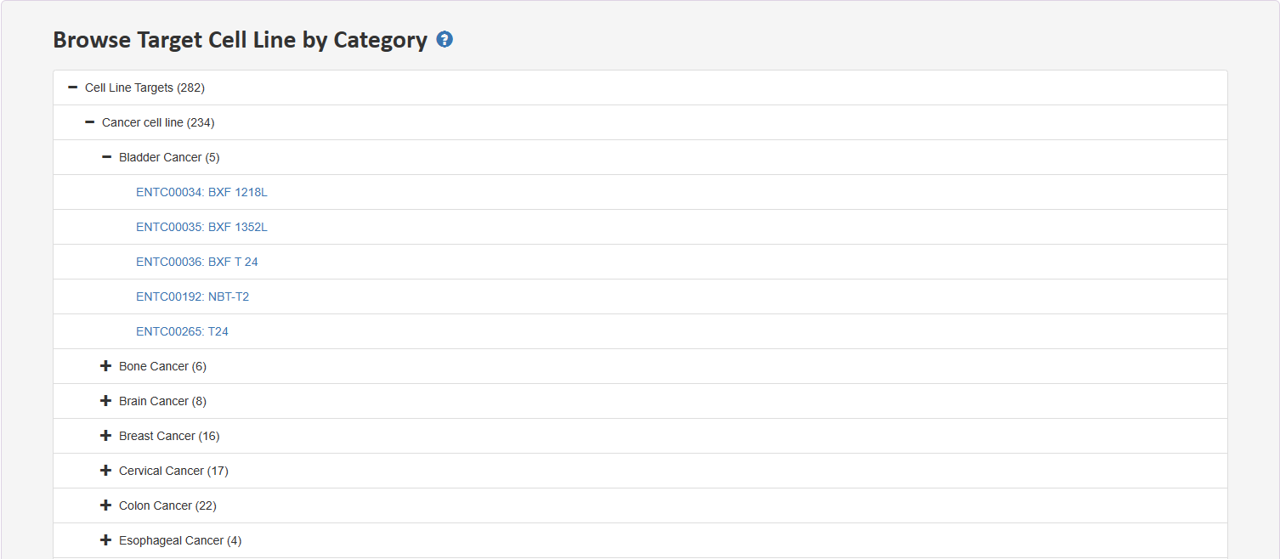 Browse Target Cell Line by Category
Cell Line Targets (282)
Cancer cell line (234)
Bladder Cancer (5)
ENTC00034: BXF 1218L
ENTC00035: BXF 1352L
ENTC00036: BXF T 24
ENTC00192: NBT-T2
ENTC00265: T24
Bone Cancer (6)
Brain Cancer (8)
Breast Cancer (16)
Cervical Cancer (17)
Colon Cancer (22)
Esophageal Cancer (4)